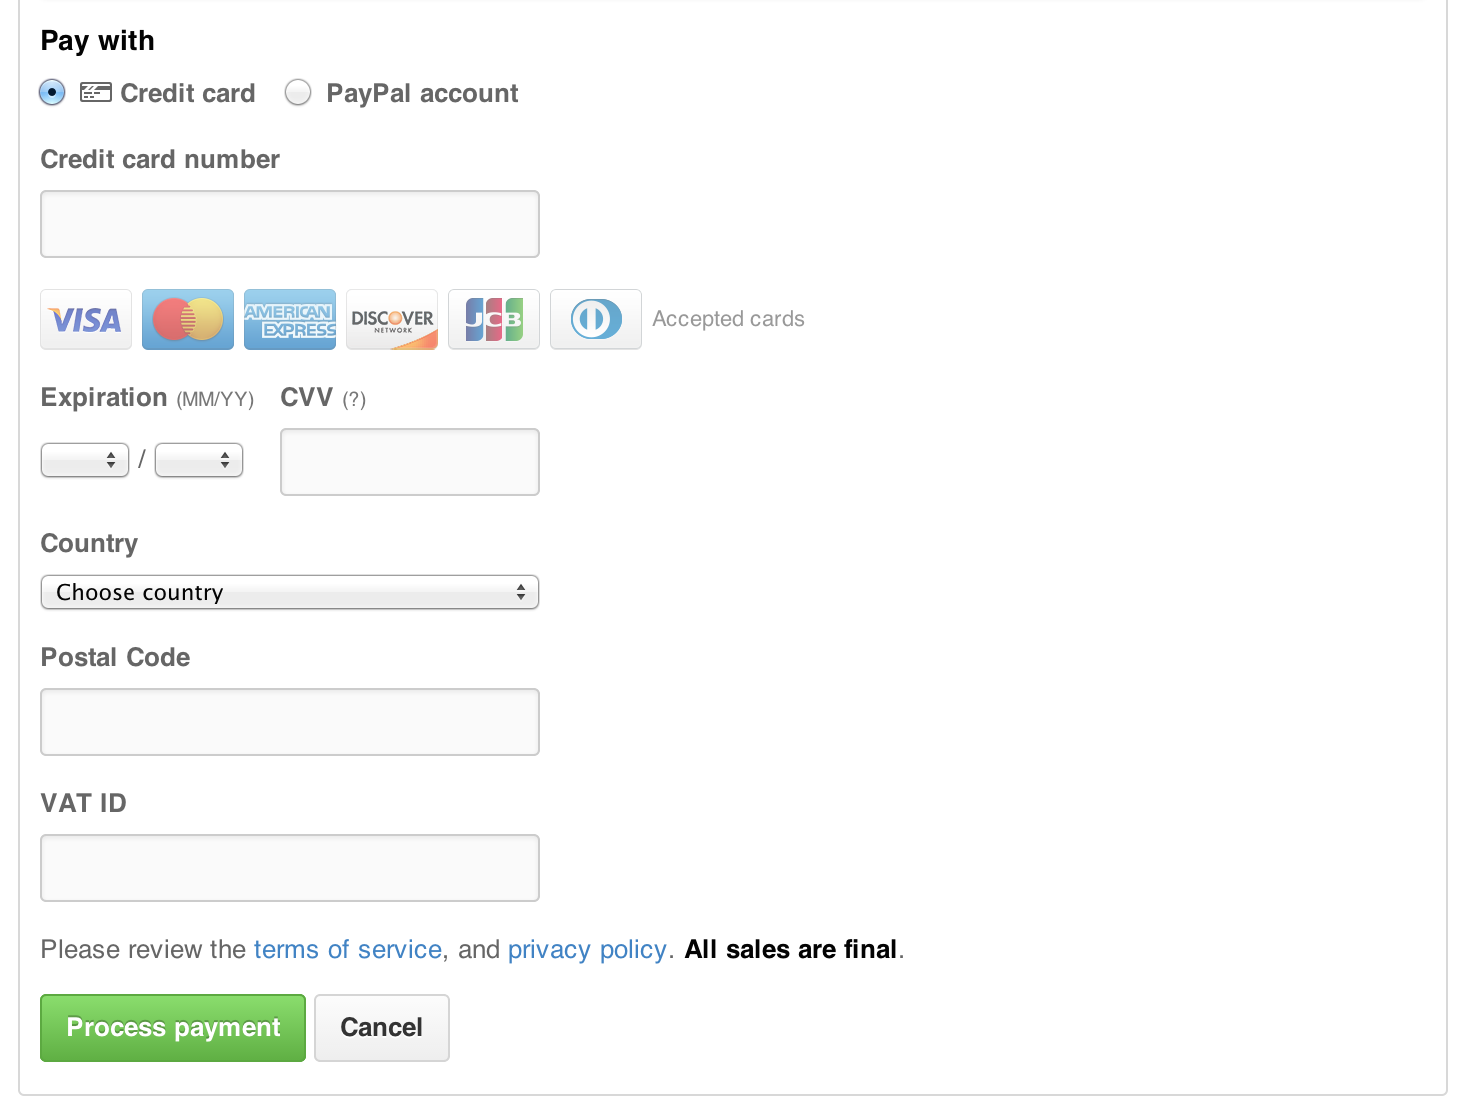 Pay with
Credit card PayPal account
Credit card number
VISA AMERICAN EXPRESS DISCOVER NETWORK JCB Accepted cards
Expiration (MM/YY) CVV (?)
/
Country
Choose country
Postal Code
VAT ID
Please review the terms of service, and privacy policy. All sales are final.
Process payment Cancel